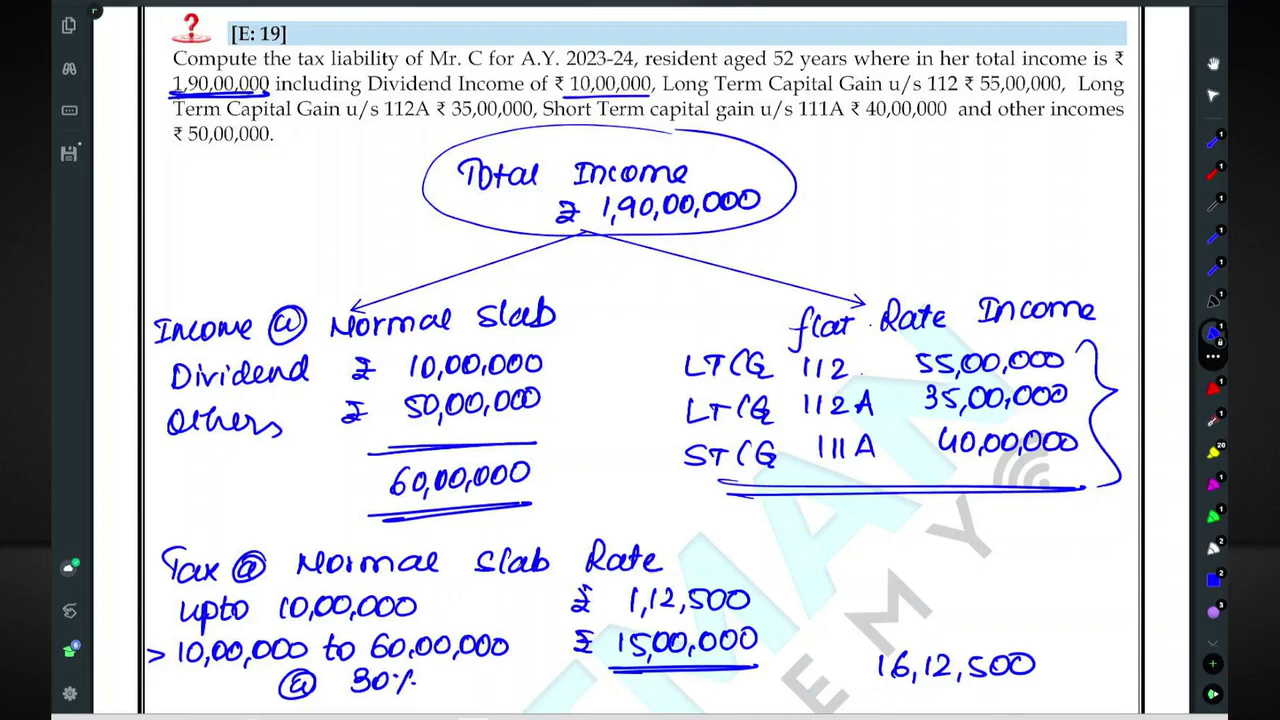 [E: 19]
Compute the tax liability of Mr. C for A.Y. 2023-24, resident aged 52 years where in her total income is ₹
1,90,00,000 including Dividend Income of ₹ 10,00,000, Long Term Capital Gain u/s 112 ₹ 55,00,000, Long
Term Capital Gain u/s 112A ₹ 35,00,000, Short Term capital gain u/s 111A ₹ 40,00,000 and other incomes
₹ 50,00,000.
Total Income
₹ 1,90,00,000
Income @ Normal Slab
flat Rate Income
Dividend ₹ 10,00,000
LTCG 112 55,00,000
Others ₹ 50,00,000
LTCG 112A 35,00,000
STCG 111A 40,00,000
60,00,000
Tax @ Normal Slab Rate
upto 10,00,000 ₹ 1,12,500
> 10,00,000 to 60,00,000 ₹ 15,00,000
@ 30%
16,12,500
EMY